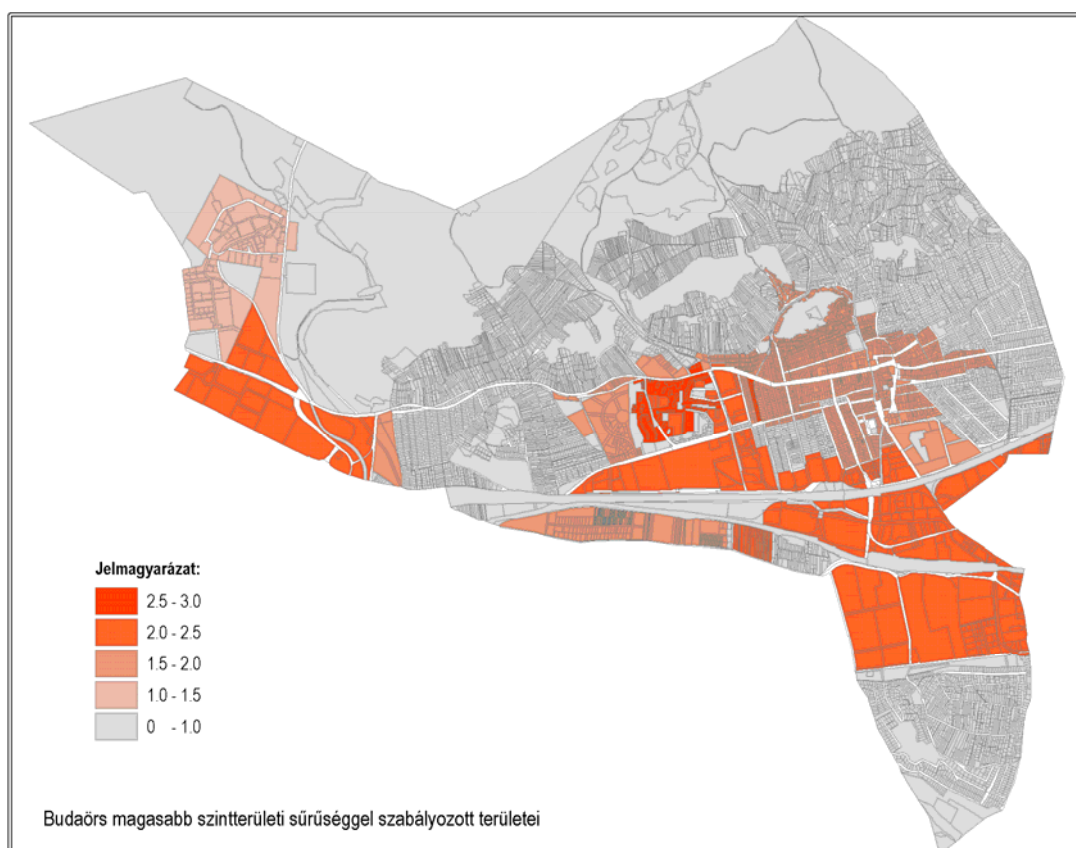 Jelmagyarázat:
2.5 - 3.0
2.0 - 2.5
1.5 - 2.0
1.0 - 1.5
0 - 1.0
Budaörs magasabb szintterületi sűrűséggel szabályozott területei